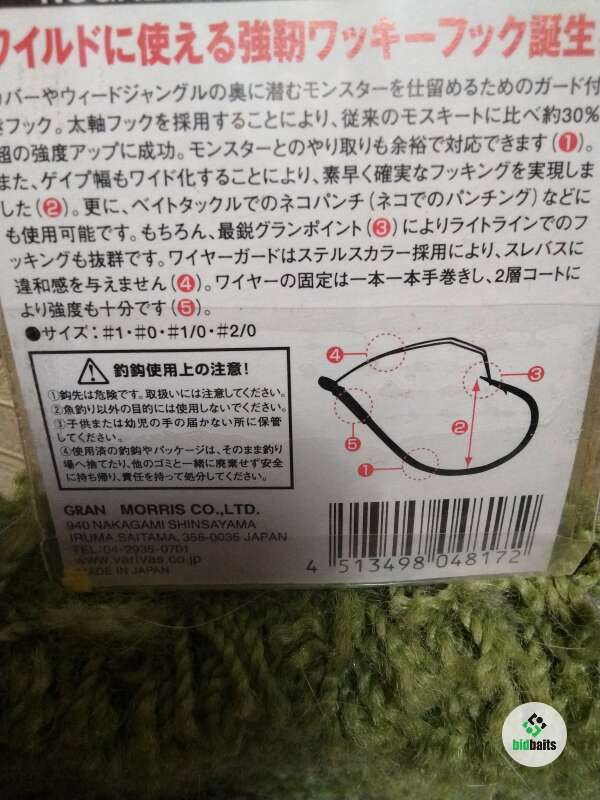 ワイルドに使える強靭ワッキーフック誕生!
カバーやウィードジャングルの奥に潜むモンスターを仕留めるためのガード付
きフック。太軸フックを採用することにより、従来のモスキートに比べ約30%
超の強度アップに成功。モンスターとのやり取りも余裕で対応できます(❶)。
また、ゲイプ幅もワイド化することにより、素早く確実なフッキングを実現しま
した(❷)。更に、ベイトタックルでのネコパンチ(ネコでのパンチング)などに
も使用可能です。もちろん、最鋭グランポイント(❸)によりライトラインでのフ
ッキングも抜群です。ワイヤーガードはステルスカラー採用により、スレバスに
違和感を与えません(❹)。ワイヤーの固定は一本一本手巻きし、2層コートに
より強度も十分です(❺)。
●サイズ:#1・#0・#1/0・#2/0
釣鈎使用上の注意!
①鈎先は危険です。取扱いには注意してください。
②魚釣り以外の目的には使用しないでください。
③子供または幼児の手の届かない所に保管
してください。
④使用済の釣鈎やパッケージは、そのまま釣り
場へ捨てたり、他のゴミと一緒に廃棄せず安全
に持ち帰り、責任を持って処分してください。
❹
❸
❷
❺
❶
GRAN MORRIS CO.,LTD.
940 NAKAGAMI SHINSAYAMA
IRUMA,SAITAMA, 358-0035 JAPAN
TEL:04-2935-0701
www.varivas.co.jp
MADE IN JAPAN
4 513498 048172
bidbaits